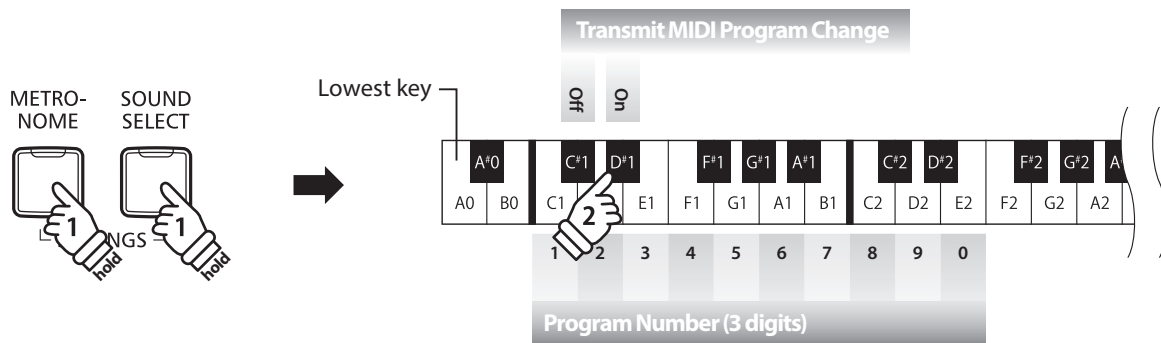 Transmit MIDI Program Change
Off On
Lowest key
METRO-
NOME
SOUND
SELECT
A#0 C#1 D#1 F#1 G#1 A#1 C#2 D#2 F#2 G#2
A0 B0 C1 E1 F1 G1 A1 B1 C2 D2 E2 F2 G2 A2
1 1 2
NGS
hold hold
1 2 3 4 5 6 7 8 9 0
Program Number (3 digits)